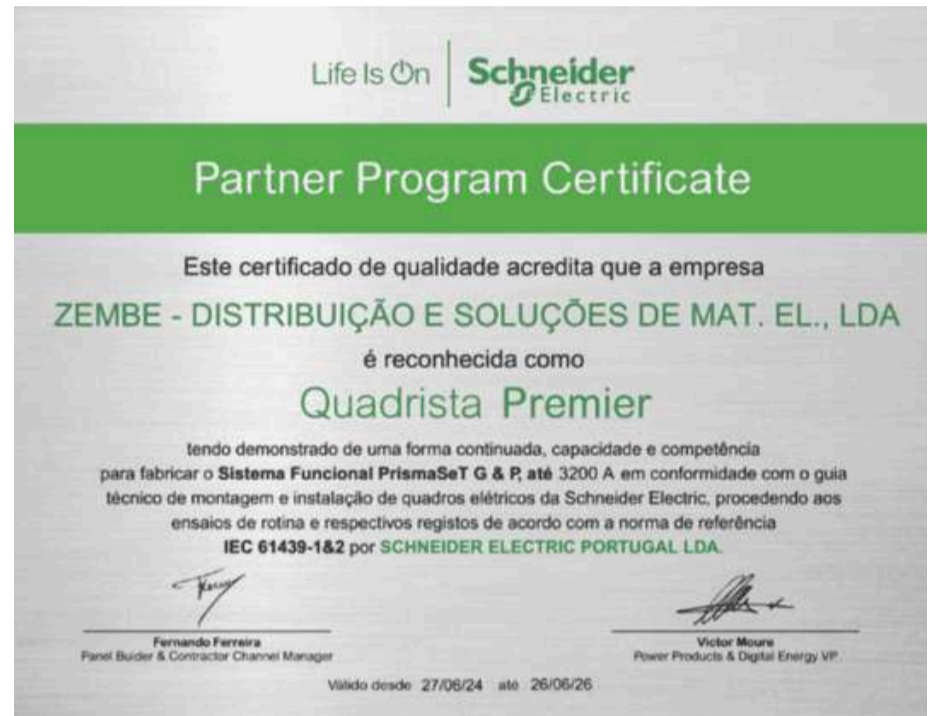 Life Is On
Schneider
Electric
Partner Program Certificate
Este certificado de qualidade acredita que a empresa
ZEMBE - DISTRIBUIÇÃO E SOLUÇÕES DE MAT. EL., LDA
é reconhecida como
Quadrista Premier
tendo demonstrado de uma forma continuada, capacidade e competência
para fabricar o Sistema Funcional PrismaSeT G & P, até 3200 A em conformidade com o guia
técnico de montagem e instalação de quadros elétricos da Schneider Electric, procedendo aos
ensaios de rotina e respectivos registos de acordo com a norma de referência
IEC 61439-1&2 por SCHNEIDER ELECTRIC PORTUGAL LDA.
Fernando Ferreira
Panel Buider & Contractor Channel Manager
Victor Moure
Power Products & Digital Energy VP
Válido desde 27/06/24 até 26/06/26